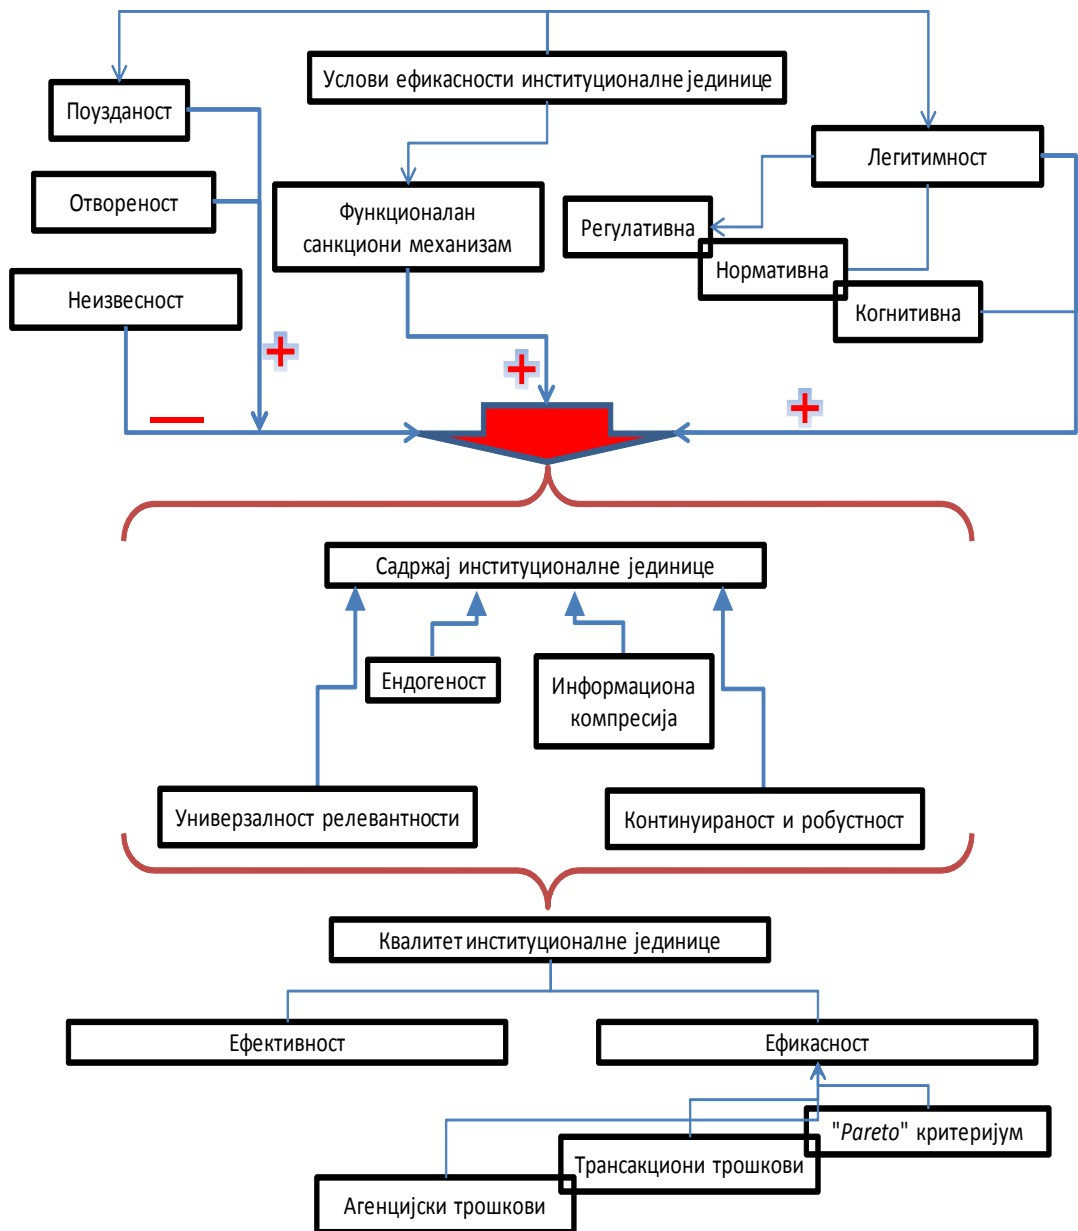 Услови ефикасности институционалне јединице
Поузданост
Легитимност
Отвореност
Функционалан
санкциони механизам
Регулативна
Нормативна
Когнитивна
Неизвесност
+
+
+
—
Садржај институционалне јединице
Ендогеност
Информациона
компресија
Универзалност релевантности
Континуираност и робустност
Квалитет институционалне јединице
Ефективност
Ефикасност
"Pareto" критеријум
Трансакциони трошкови
Агенцијски трошкови